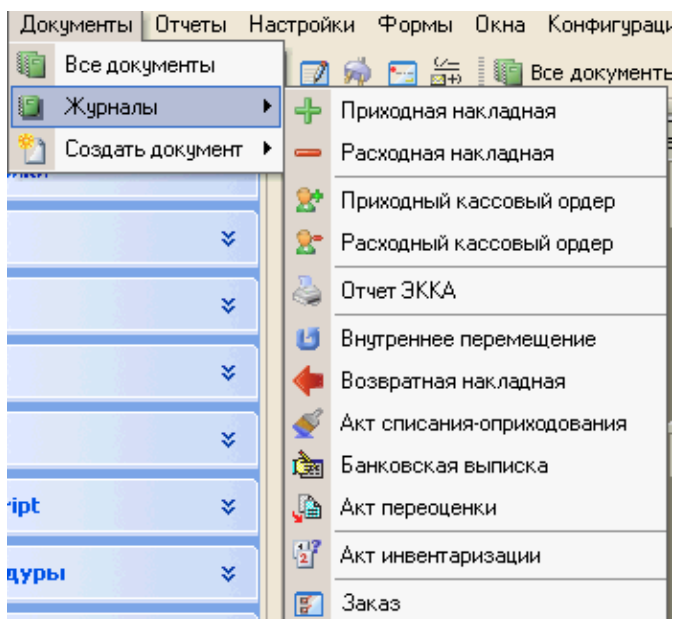 Документы Отчеты Настройки Формы Окна
Все документы
Все документы
Журналы
Создать документ
Приходная накладная
Расходная накладная
Приходный кассовый ордер
Расходный кассовый ордер
Отчет ЭККА
Внутреннее перемещение
Возвратная накладная
Акт списания-оприходования
Банковская выписка
Акт переоценки
Акт инвентаризации
Заказ
ript
дуры